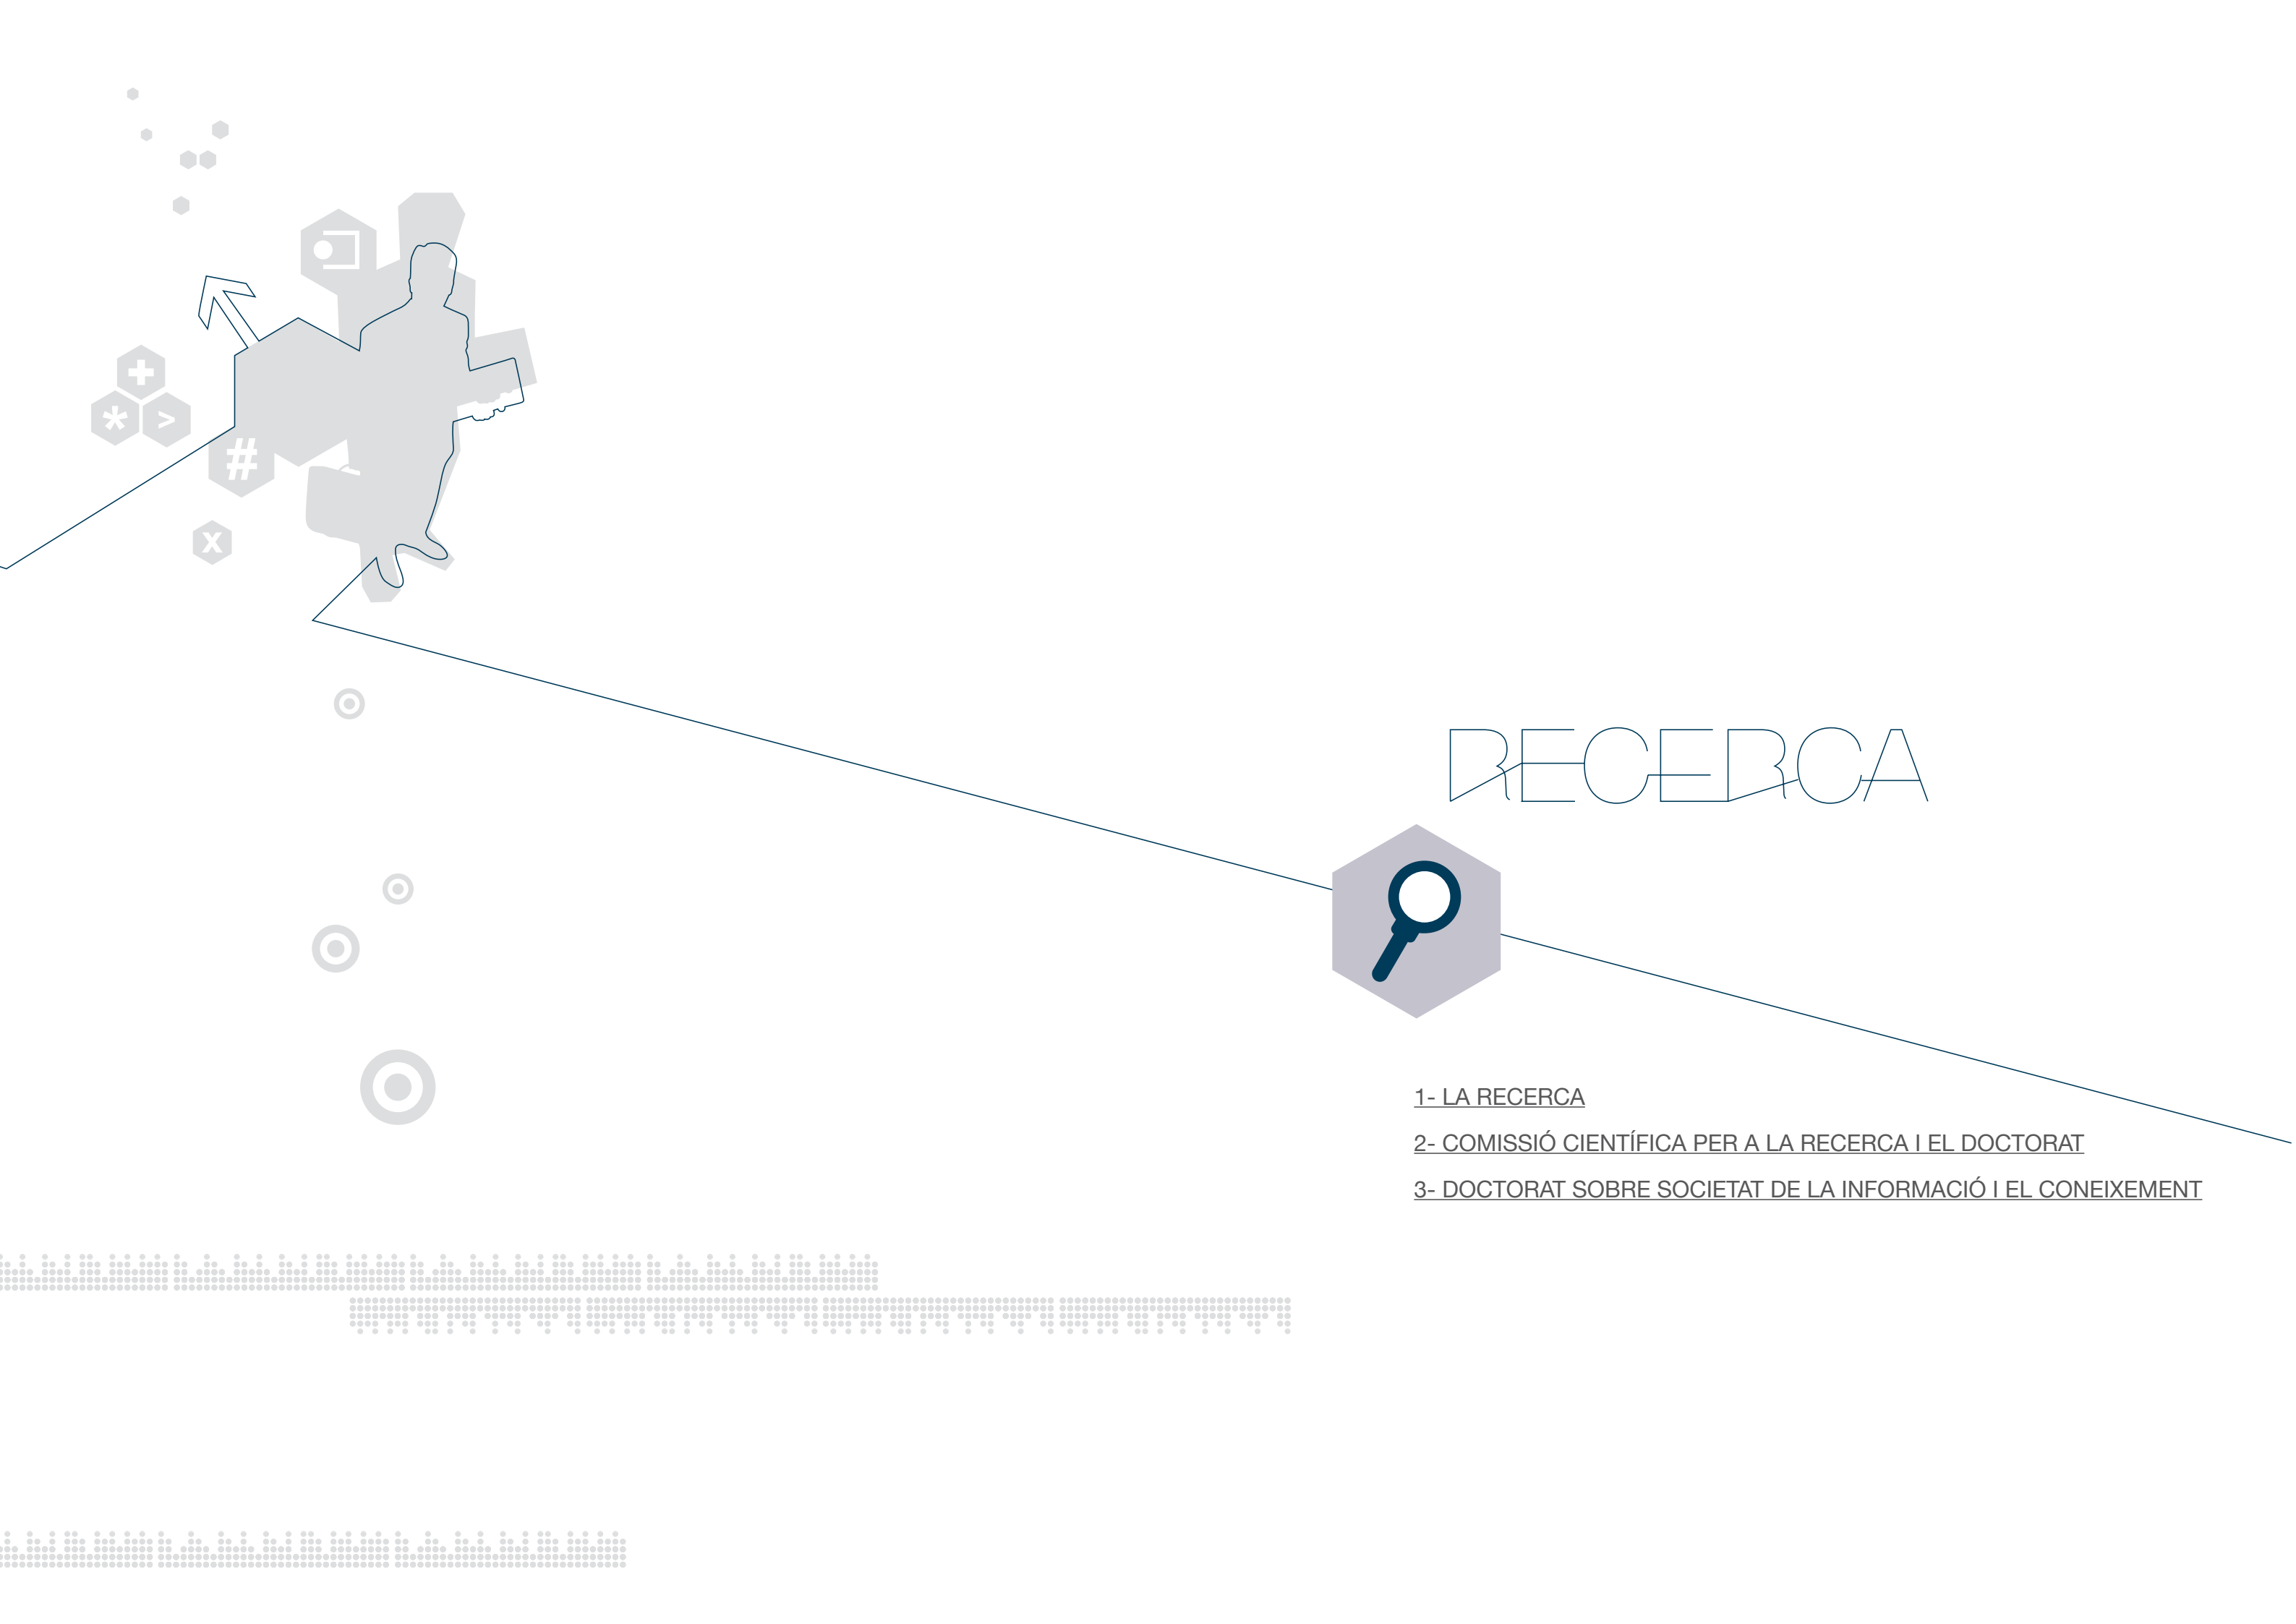 +
* >
#
x
RECERCA
1- LA RECERCA
2- COMISSIÓ CIENTÍFICA PER A LA RECERCA I EL DOCTORAT
3- DOCTORAT SOBRE SOCIETAT DE LA INFORMACIÓ I EL CONEIXEMENT